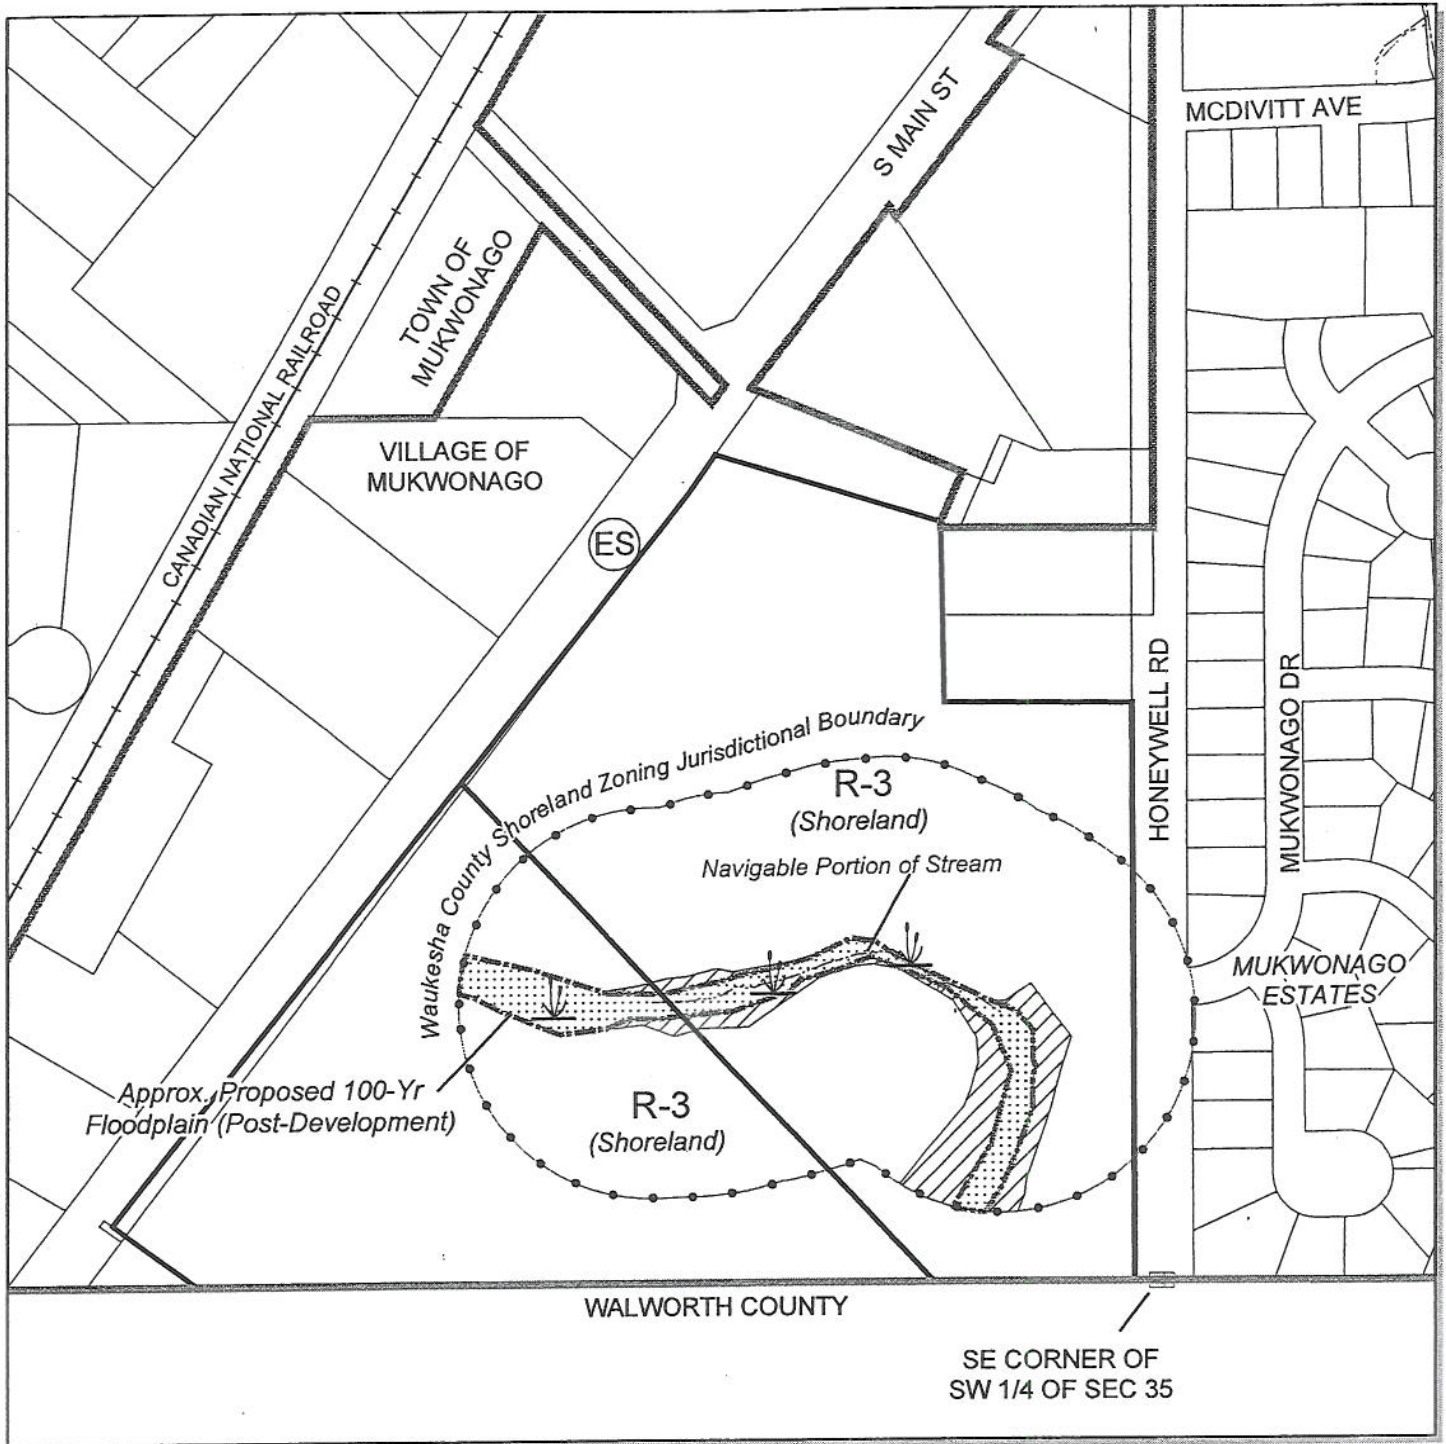 MCDIVITT AVE
S MAIN ST
TOWN OF
MUKWONAGO
CANADIAN NATIONAL RAILROAD
VILLAGE OF
MUKWONAGO
ES
HONEYWELL RD
MUKWONAGO DR
Waukesha County Shoreland Zoning Jurisdictional Boundary
R-3
(Shoreland)
Navigable Portion of Stream
MUKWONAGO
ESTATES
Approx. Proposed 100-Yr
Floodplain (Post-Development)
R-3
(Shoreland)
WALWORTH COUNTY
SE CORNER OF
SW 1/4 OF SEC 35